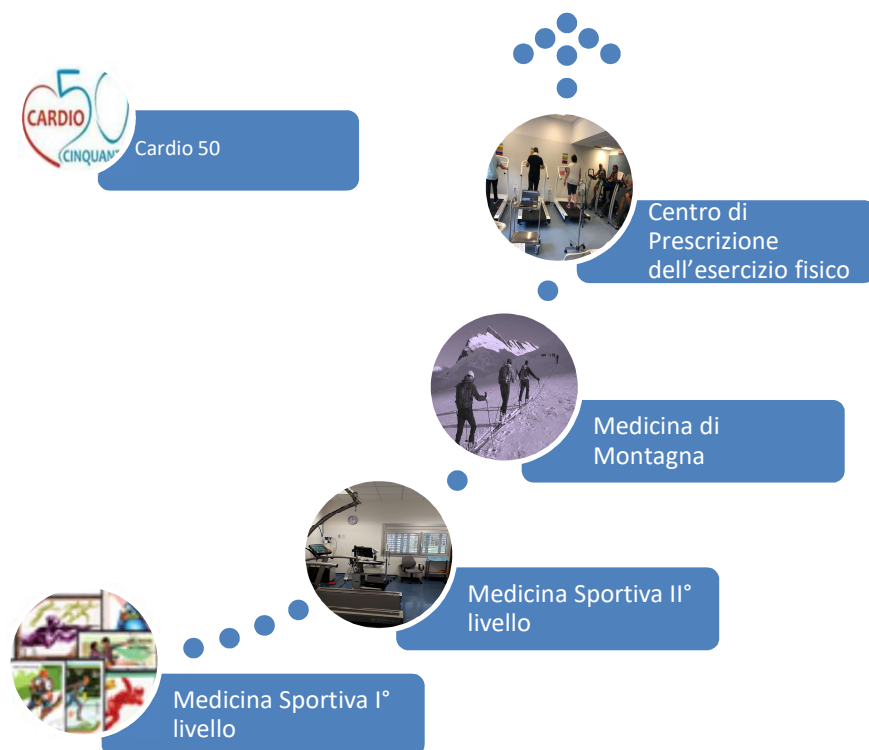 50
CARDIO
CINQUANT
Cardio 50
Centro di
Prescrizione
dell’esercizio fisico
Medicina di
Montagna
Medicina Sportiva II°
livello
Medicina Sportiva I°
livello